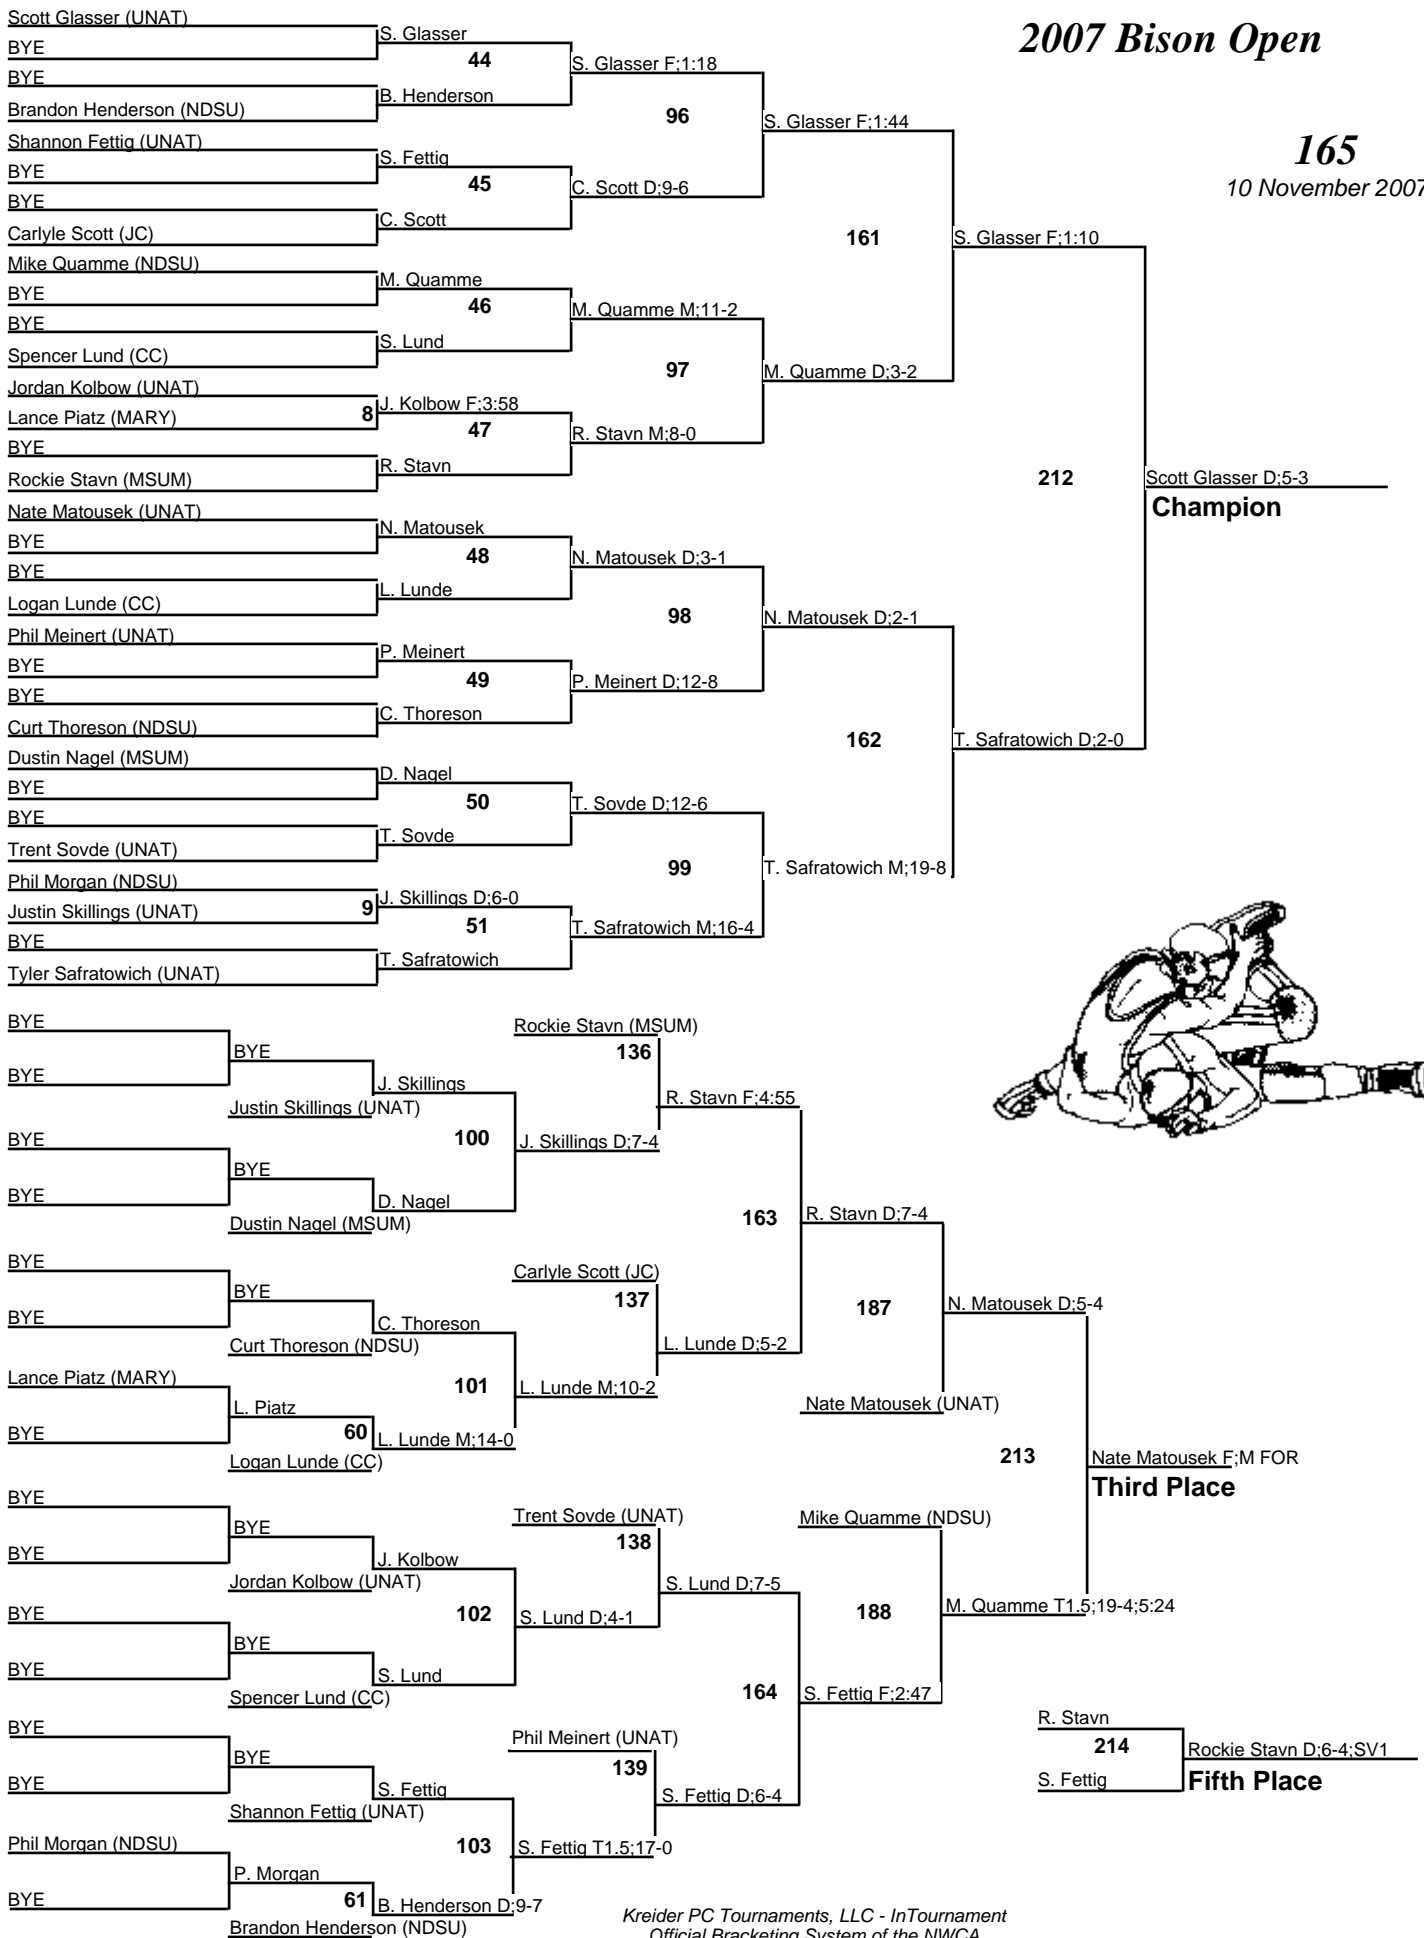 2007 Bison Open
165
10 November 2007
Scott Glasser (UNAT)
BYE
BYE
Brandon Henderson (NDSU)
Shannon Fettig (UNAT)
BYE
BYE
Carlyle Scott (JC)
Mike Quamme (NDSU)
BYE
BYE
Spencer Lund (CC)
Jordan Kolbow (UNAT)
Lance Piatz (MARY)
BYE
Rockie Stavn (MSUM)
Nate Matousek (UNAT)
BYE
BYE
Logan Lunde (CC)
Phil Meinert (UNAT)
BYE
BYE
Curt Thoreson (NDSU)
Dustin Nagel (MSUM)
BYE
BYE
Trent Sovde (UNAT)
Phil Morgan (NDSU)
Justin Skillings (UNAT)
BYE
Tyler Safratowich (UNAT)
8
9
S. Glasser
44
B. Henderson
S. Fettig
45
C. Scott
M. Quamme
46
S. Lund
J. Kolbow F;3:58
47
R. Stavn
N. Matousek
48
L. Lunde
P. Meinert
49
C. Thoreson
D. Nagel
50
T. Sovde
J. Skillings D;6-0
51
T. Safratowich
S. Glasser F;1:18
96
C. Scott D;9-6
M. Quamme M;11-2
97
R. Stavn M;8-0
N. Matousek D;3-1
98
P. Meinert D;12-8
T. Sovde D;12-6
99
T. Safratowich M;16-4
S. Glasser F;1:44
161
M. Quamme D;3-2
N. Matousek D;2-1
162
T. Safratowich M;19-8
S. Glasser F;1:10
212
T. Safratowich D;2-0
Scott Glasser D;5-3
Champion
BYE
BYE
BYE
BYE
BYE
BYE
Lance Piatz (MARY)
BYE
BYE
BYE
BYE
BYE
BYE
BYE
Phil Morgan (NDSU)
BYE
BYE
Justin Skillings (UNAT)
BYE
Dustin Nagel (MSUM)
BYE
Curt Thoreson (NDSU)
L. Piatz
60
Logan Lunde (CC)
BYE
Jordan Kolbow (UNAT)
BYE
Spencer Lund (CC)
BYE
Shannon Fettig (UNAT)
P. Morgan
61
Brandon Henderson (NDSU)
J. Skillings
100
D. Nagel
C. Thoreson
101
L. Lunde M;14-0
J. Kolbow
102
S. Lund
S. Fettig
103
B. Henderson D;9-7
Rockie Stavn (MSUM)
136
J. Skillings D;7-4
Carlyle Scott (JC)
137
L. Lunde M;10-2
Trent Sovde (UNAT)
138
S. Lund D;4-1
Phil Meinert (UNAT)
139
S. Fettig T1.5;17-0
R. Stavn F;4:55
163
L. Lunde D;5-2
S. Lund D;7-5
164
S. Fettig D;6-4
R. Stavn D;7-4
187
Nate Matousek (UNAT)
Mike Quamme (NDSU)
188
S. Fettig F;2:47
N. Matousek D;5-4
213
M. Quamme T1.5;19-4;5:24
Nate Matousek F;M FOR
Third Place
R. Stavn
214
S. Fettig
Rockie Stavn D;6-4;SV1
Fifth Place
Kreider PC Tournaments, LLC - InTournament
Official Bracketing System of the NWCA